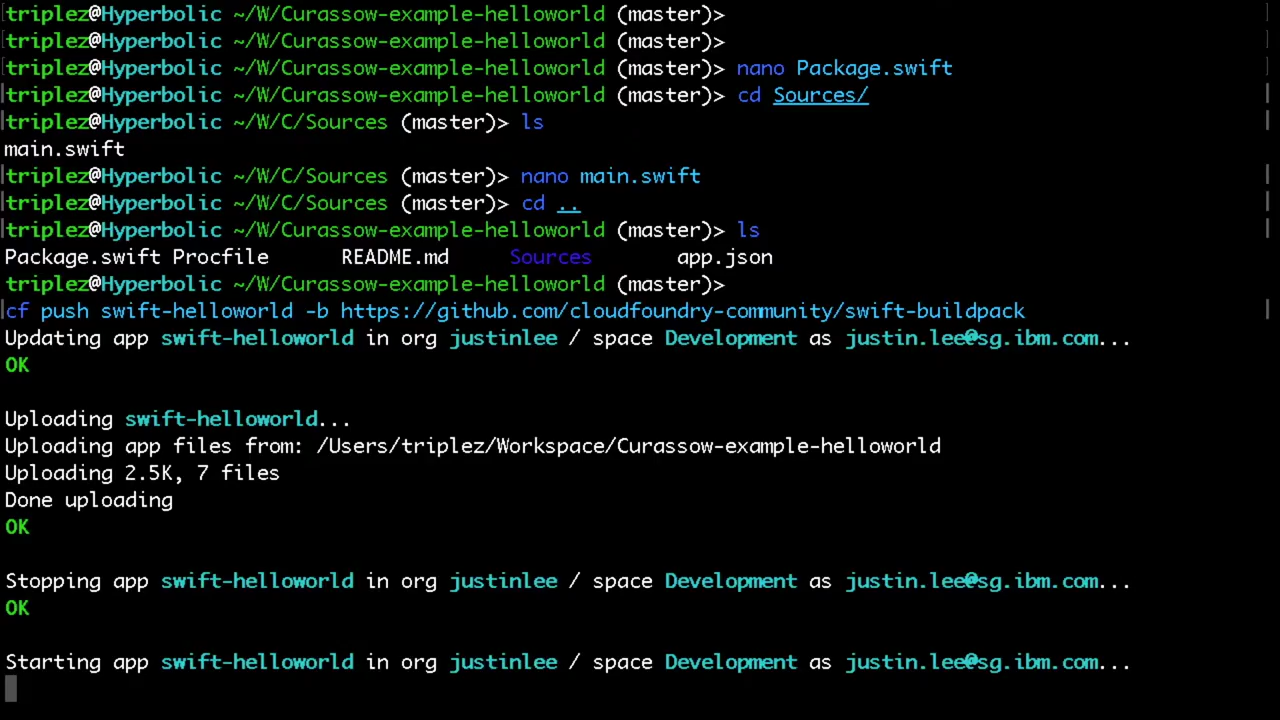 triplez@Hyperbolic ~/W/Curassow-example-helloworld (master)>
triplez@Hyperbolic ~/W/Curassow-example-helloworld (master)>
triplez@Hyperbolic ~/W/Curassow-example-helloworld (master)> nano Package.swift
triplez@Hyperbolic ~/W/Curassow-example-helloworld (master)> cd Sources/
triplez@Hyperbolic ~/W/C/Sources (master)> ls
main.swift
triplez@Hyperbolic ~/W/C/Sources (master)> nano main.swift
triplez@Hyperbolic ~/W/C/Sources (master)> cd ..
triplez@Hyperbolic ~/W/Curassow-example-helloworld (master)> ls
Package.swift Procfile      README.md     Sources       app.json
triplez@Hyperbolic ~/W/Curassow-example-helloworld (master)>
cf push swift-helloworld -b https://github.com/cloudfoundry-community/swift-buildpack
Updating app swift-helloworld in org justinlee / space Development as justin.lee@sg.ibm.com...
OK

Uploading swift-helloworld...
Uploading app files from: /Users/triplez/Workspace/Curassow-example-helloworld
Uploading 2.5K, 7 files
Done uploading
OK

Stopping app swift-helloworld in org justinlee / space Development as justin.lee@sg.ibm.com...
OK

Starting app swift-helloworld in org justinlee / space Development as justin.lee@sg.ibm.com...